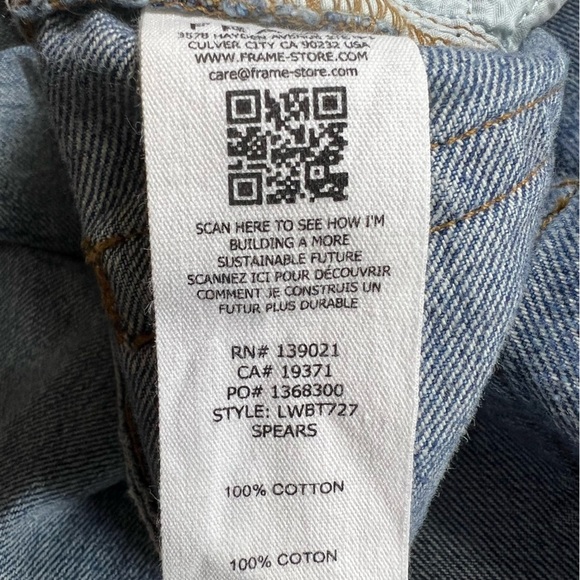 CULVER CITY CA 90232 USA
WWW.FRAME-STORE.COM
care@frame-store.com
SCAN HERE TO SEE HOW I'M
BUILDING A MORE
SUSTAINABLE FUTURE
SCANNEZ ICI POUR DÉCOUVRIR
COMMENT JE CONSTRUIS UN
FUTUR PLUS DURABLE
RN# 139021
CA# 19371
PO# 1368300
STYLE: LWBT727
SPEARS
100% COTTON
100% COTON